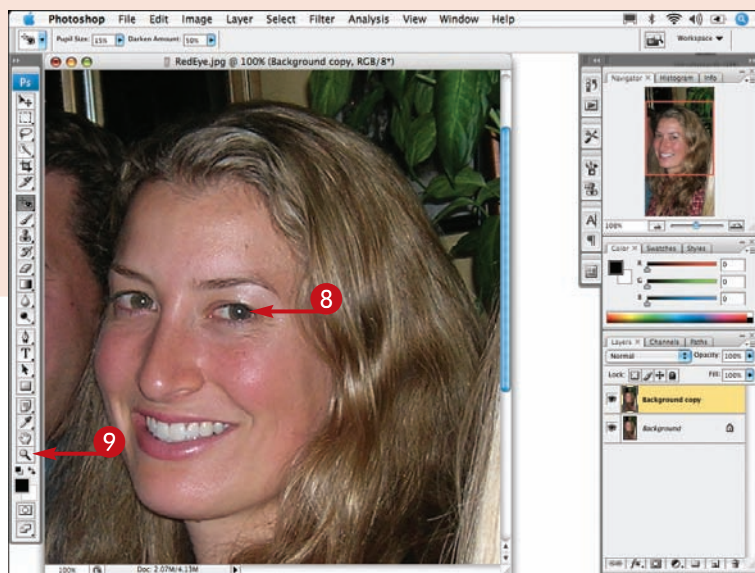 Photoshop File Edit Image Layer Select Filter Analysis View Window Help
Pupil Size: 15% Darken Amount: 50% Workspace
RedEye.jpg @ 100% (Background copy, RGB/8*)
Ps
T
A
Navigator × Histogram Info
100%
Color × Swatches Styles
R 0
G 0
B 0
Layers × Channels Paths
Normal Opacity: 100%
Lock: Fill: 100%
Background copy
Background
8
9
100% Doc: 2.07M/4.13M